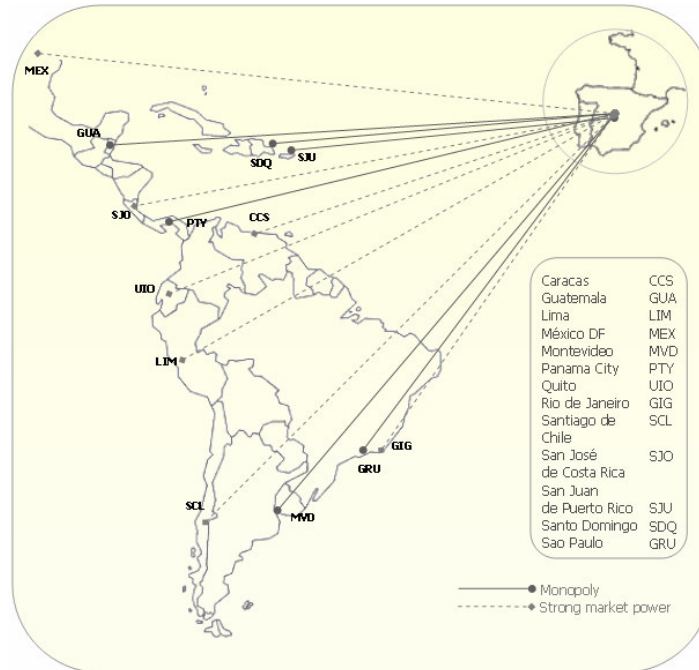 MEX
GUA
SDQ
SJU
SJO
PTY
CCS
UIO
LIM
GRU
GIG
SCL
MVD
Caracas CCS
Guatemala GUA
Lima LIM
México DF MEX
Montevideo MVD
Panama City PTY
Quito UIO
Rio de Janeiro GIG
Santiago de SCL
Chile
San José SJO
de Costa Rica
San Juan
de Puerto Rico SJU
Santo Domingo SDQ
Sao Paulo GRU
Monopoly
Strong market power